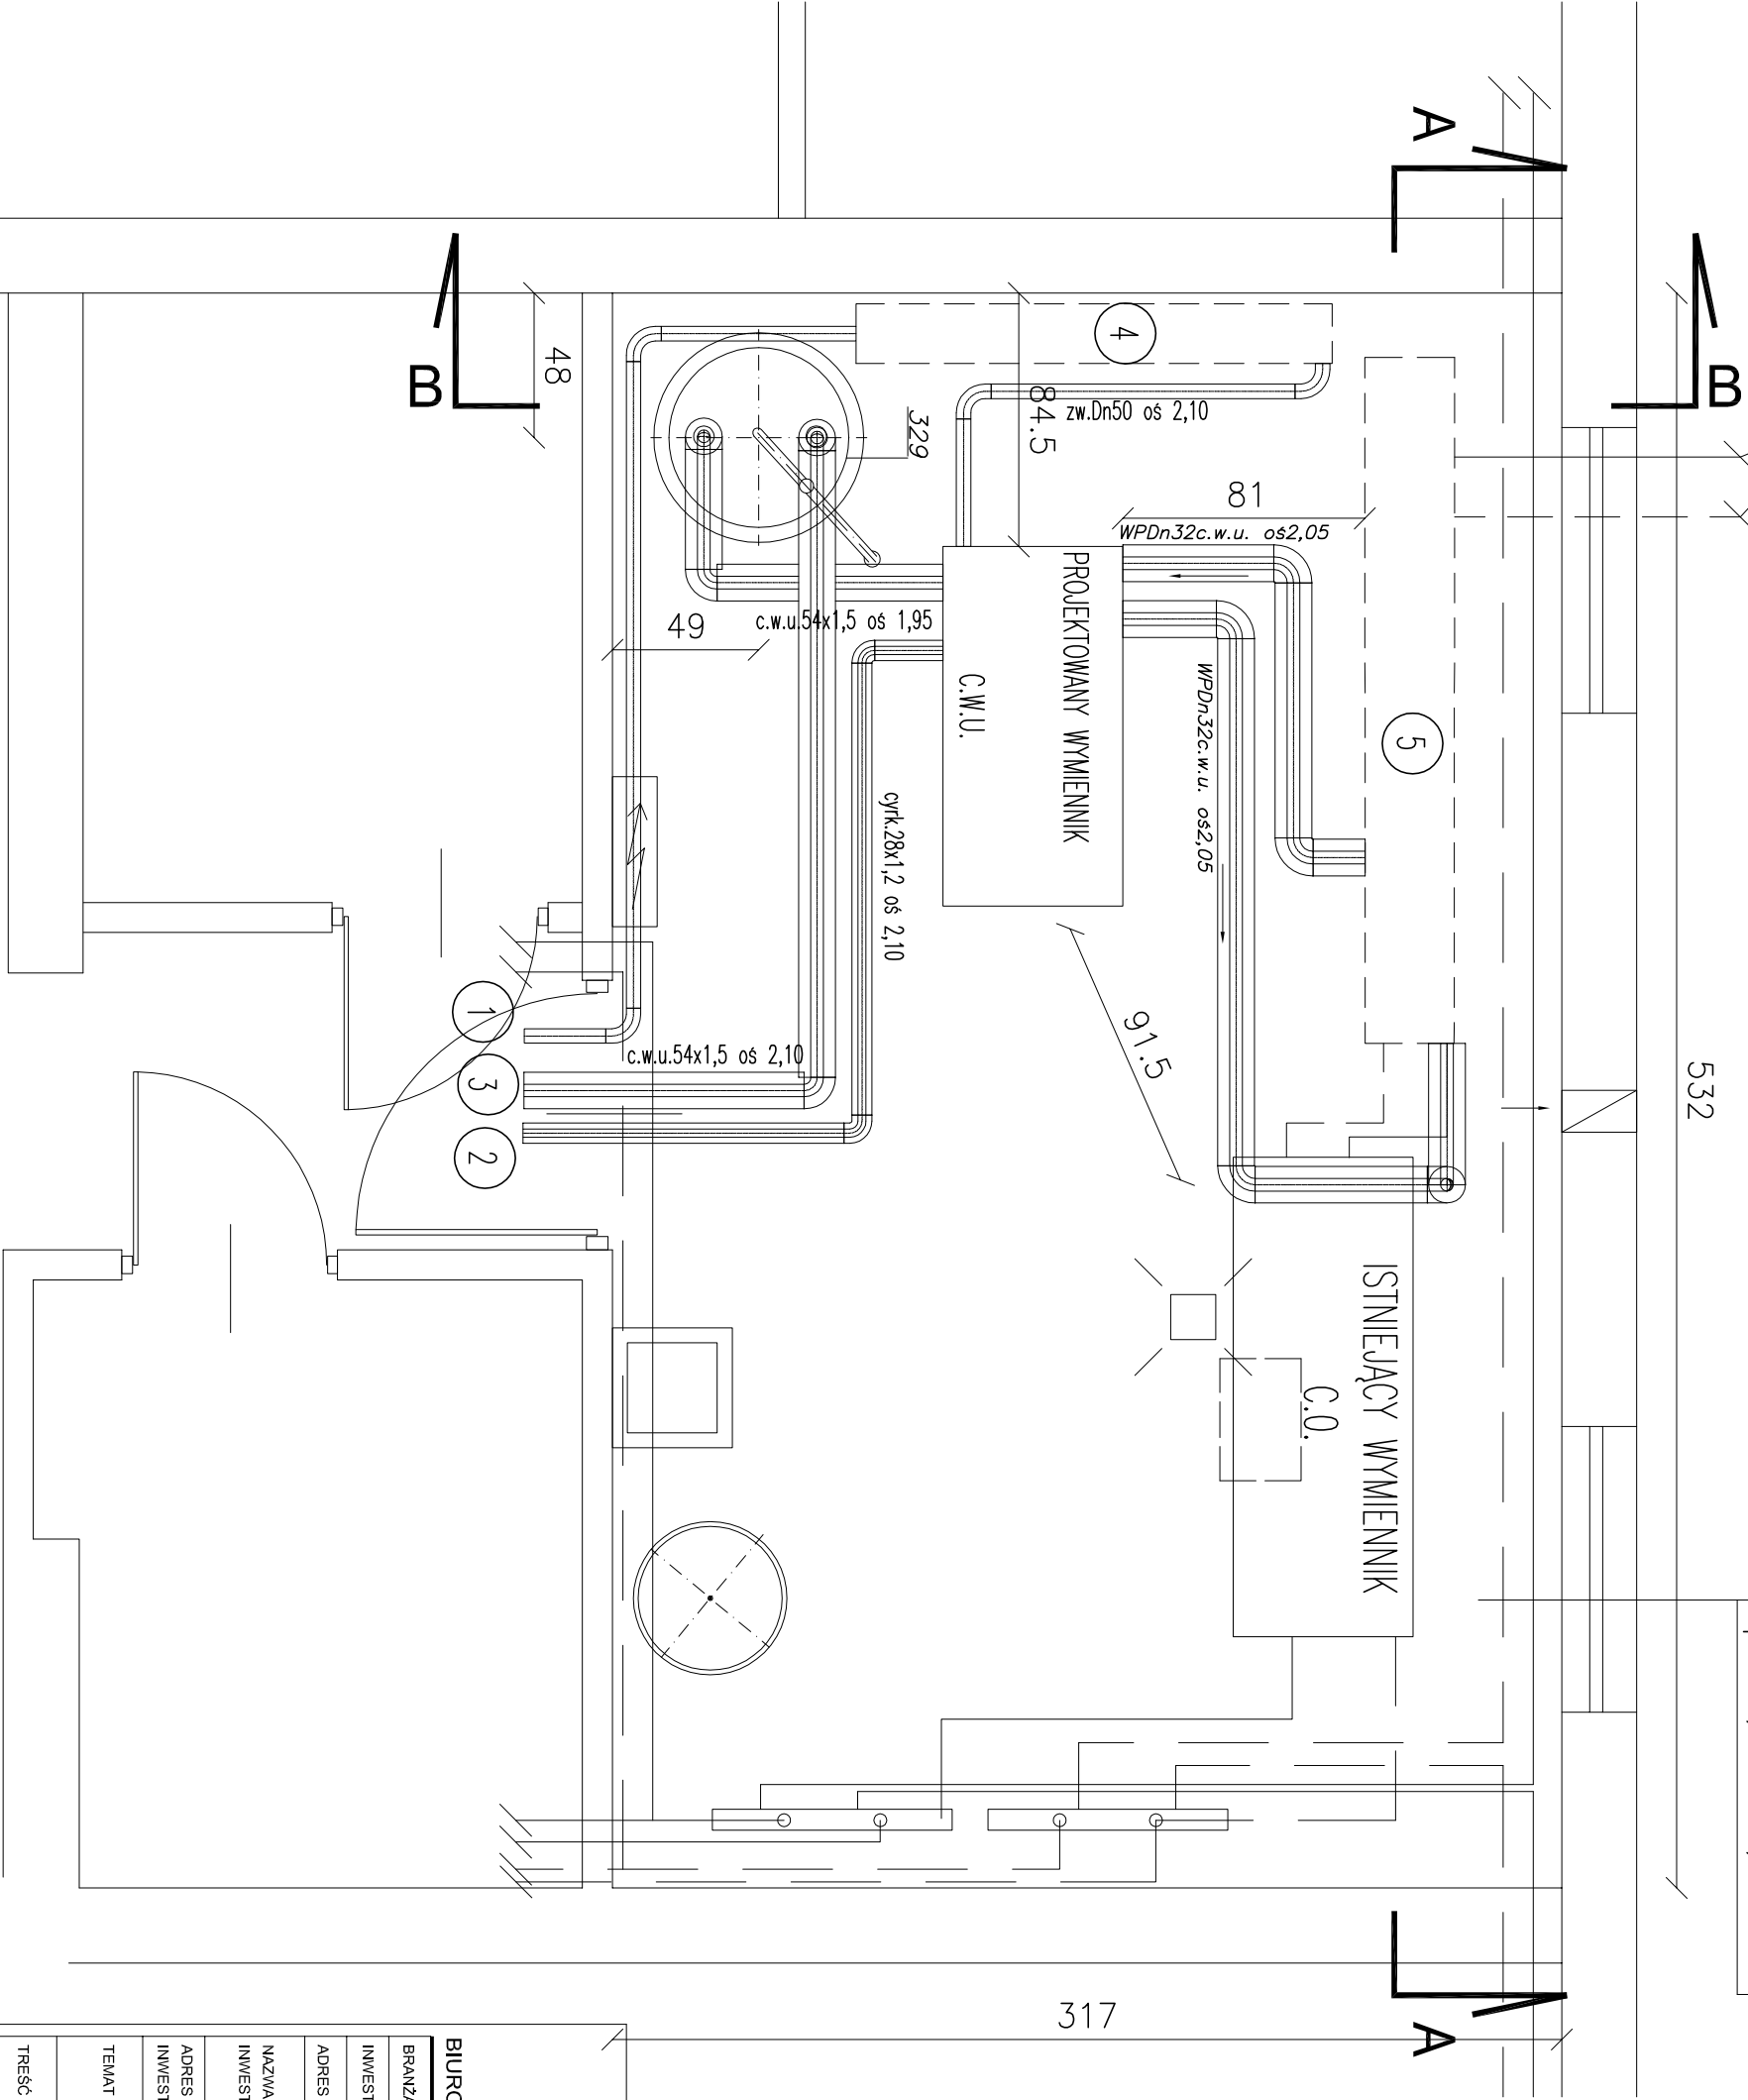 A
B
B
48
4
84.5
zw.Dn50 oś 2,10
329
81
WPDn32c.w.u. oś2,05
49
c.w.u.54x1,5 oś 1,95
PROJEKTOWANY WYMIENNIK
C.W.U.
WPDn32c.w.u. oś2,05
5
cyrk.28x1,2 oś 2,10
1
3
2
c.w.u.54x1,5 oś 2,10
91.5
532
ISTNIEJĄCY WYMIENNIK
C.O.
317
A
BIURO
BRANŻA
INWEST
ADRES
NAZWA
INWEST
ADRES
INWEST
TEMAT
TREŚĆ